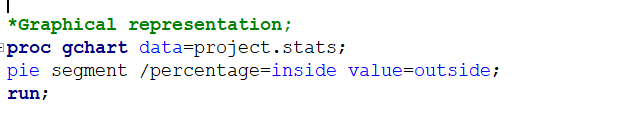 *Graphical representation;
proc gchart data=project.stats;
pie segment /percentage=inside value=outside;
run;